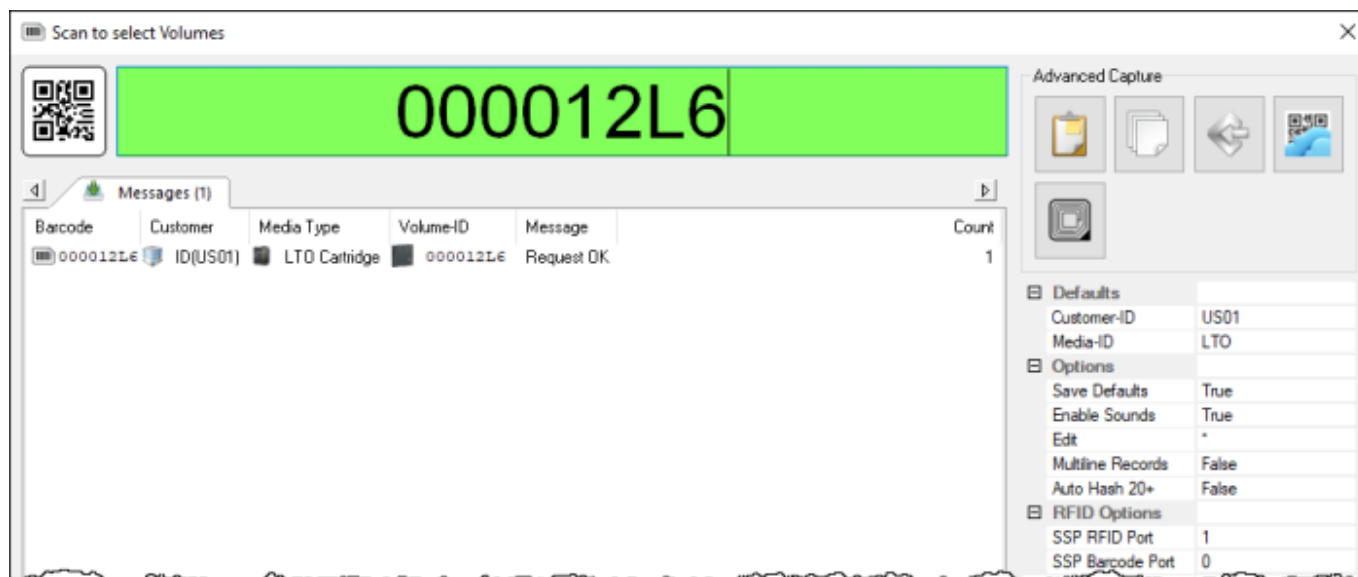 Scan to select Volumes
000012L6
Messages (1)
Barcode Customer Media Type Volume-ID Message Count
000012L6 ID(US01) LTO Cartridge 000012L6 Request OK 1
Advanced Capture
Defaults
Customer-ID US01
Media-ID LTO
Options
Save Defaults True
Enable Sounds True
Edit *
Multiline Records False
Auto Hash 20+ False
RFID Options
SSP RFID Port 1
SSP Barcode Port 0